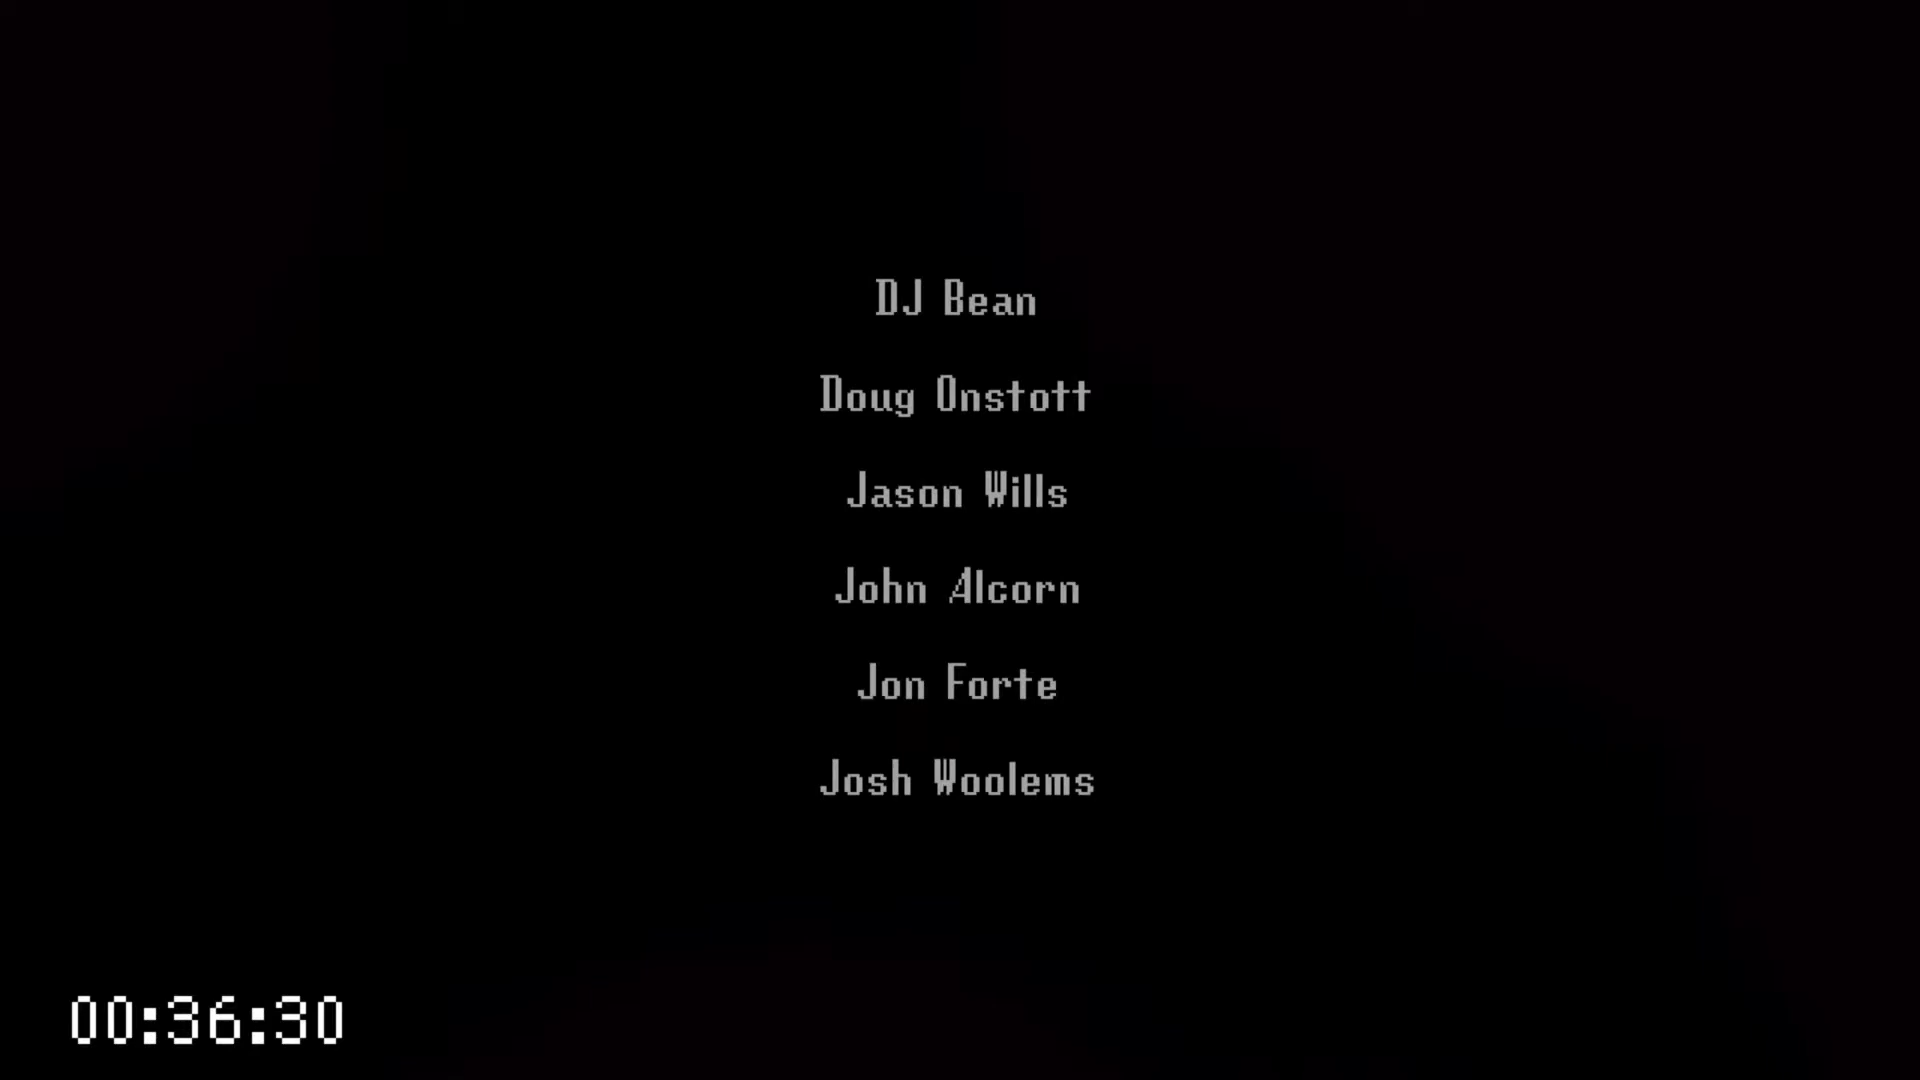 DJ Bean
Doug Onstott
Jason Wills
John Alcorn
Jon Forte
Josh Woolems
00:36:30